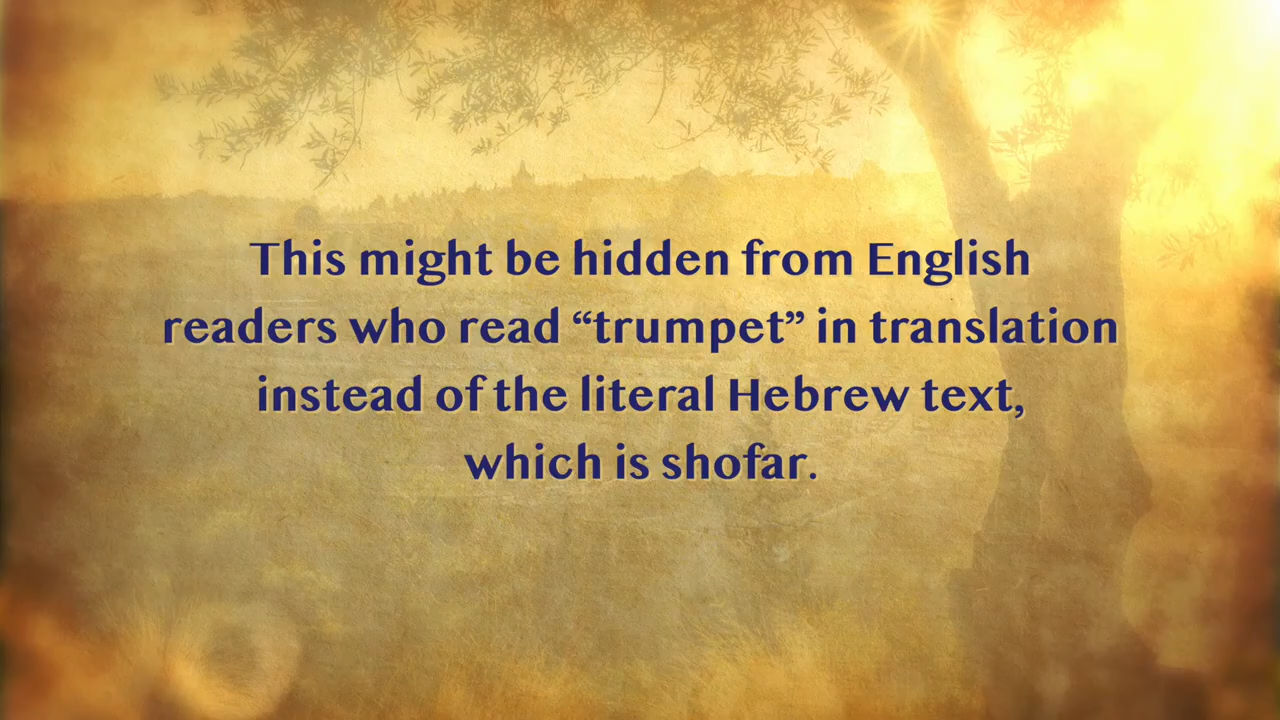 This might be hidden from English
readers who read “trumpet” in translation
instead of the literal Hebrew text,
which is shofar.